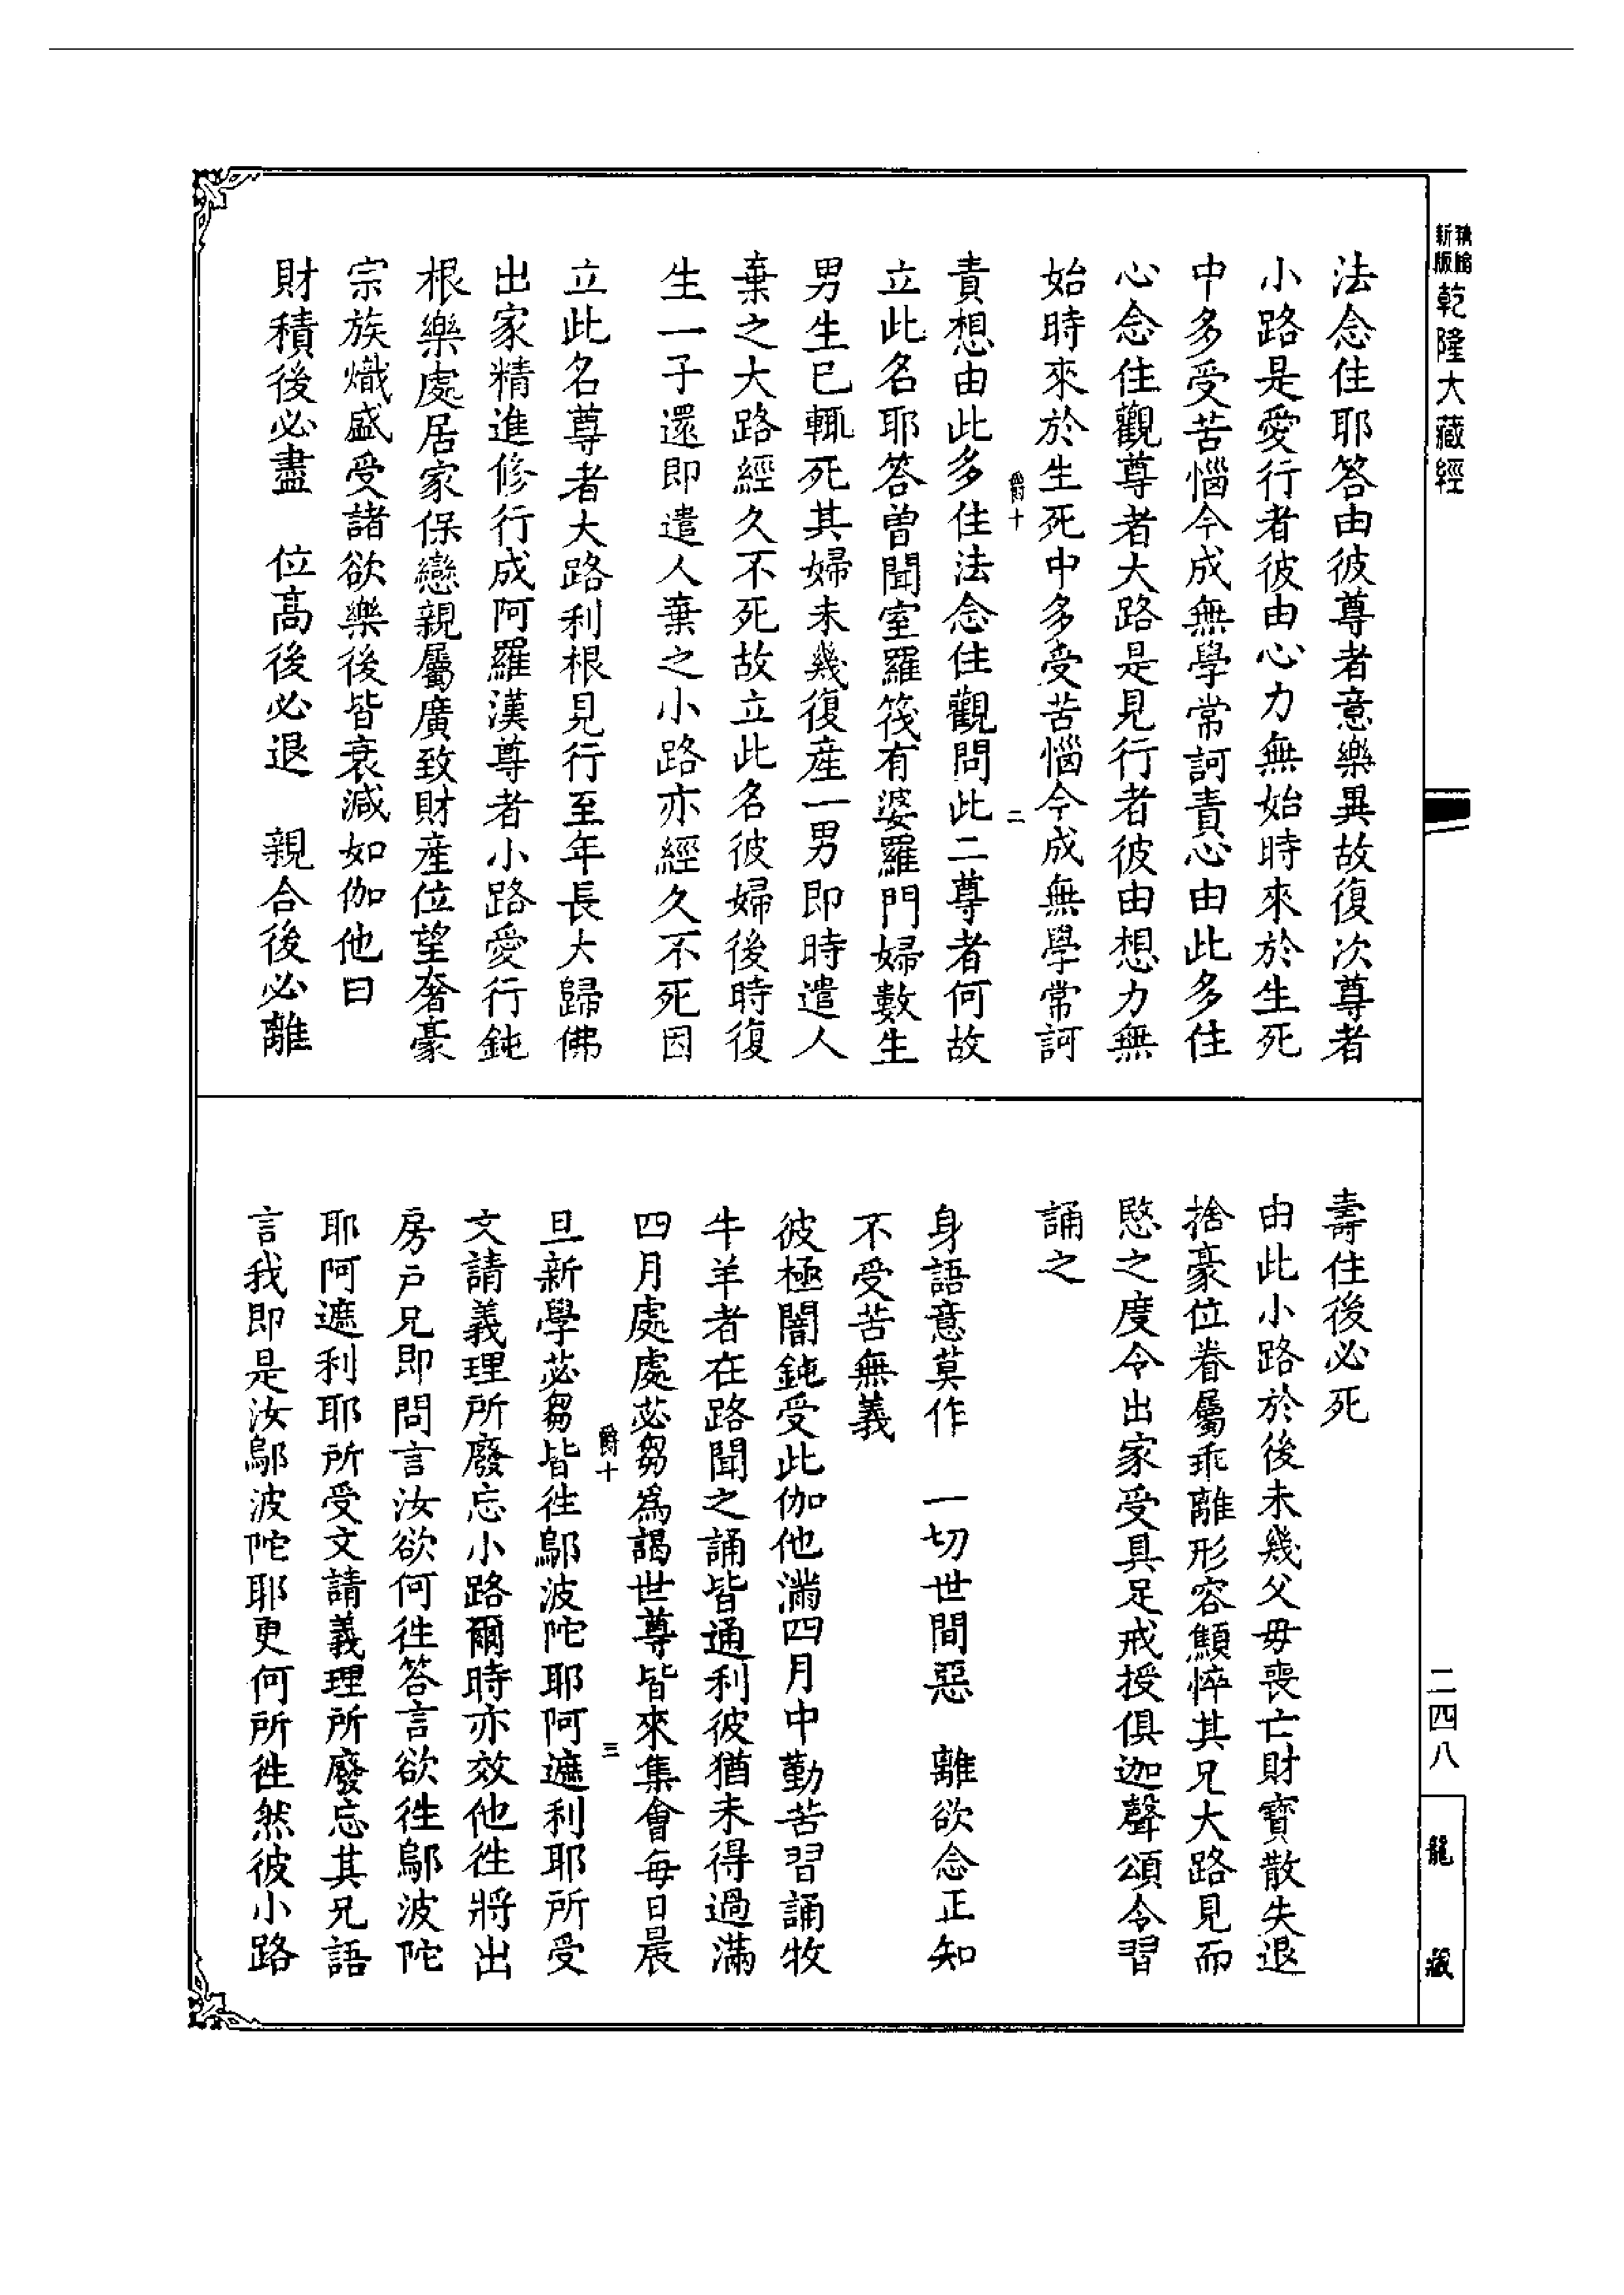 新版
乾隆大藏經
法念住耶答由彼尊者意樂異故復次尊者
小路是愛行者彼由心力無始時來於生死
中多受苦惱今成無學常訶責心由此多住
心念住觀尊者大路是見行者彼由想力無
始時來於生死中多受苦惱今成無學常訶
爵十
二
責想由此多住法念住觀問此二尊者何故
立此名耶答曾聞室羅筏有婆羅門婦數生
男生已輒死其婦未幾復産一男即時遣人
棄之大路經久不死故立此名彼婦後時復
生一子還即遣人棄之小路亦經久不死因
立此名尊者大路利根見行至年長大歸佛
出家精進修行成阿羅漢尊者小路愛行鈍
根樂處居家保戀親屬廣致財産位望奢豪
宗族熾盛受諸欲樂後皆衰減如伽他曰
財積後必盡　位高後必退　親合後必離
壽住後必死
由此小路於後未幾父毋喪亡財寶散失退
捨豪位眷屬乖離形容顦悴其兄大路見而
愍之度令出家受具足戒授俱迦聲頌令習
誦之
身語意莫作　一切世間惡　離欲念正知
不受苦無義
彼極闇鈍受此伽他滿四月中勤苦習誦牧
牛羊者在路聞之誦皆通利彼猶未得過滿
四月處處苾芻爲謁世尊皆來集會每日晨
旦新學苾芻皆徃鄔波陀耶阿遮利耶所受
爵十
三
文請義理所廢忘小路爾時亦效他徃將出
房戶兄即問言汝欲何徃答言欲徃鄔波陀
耶阿遮利耶所受文請義理所廢忘其兄語
言我即是汝鄔波陀耶更何所徃然彼小路
二四八
龍藏